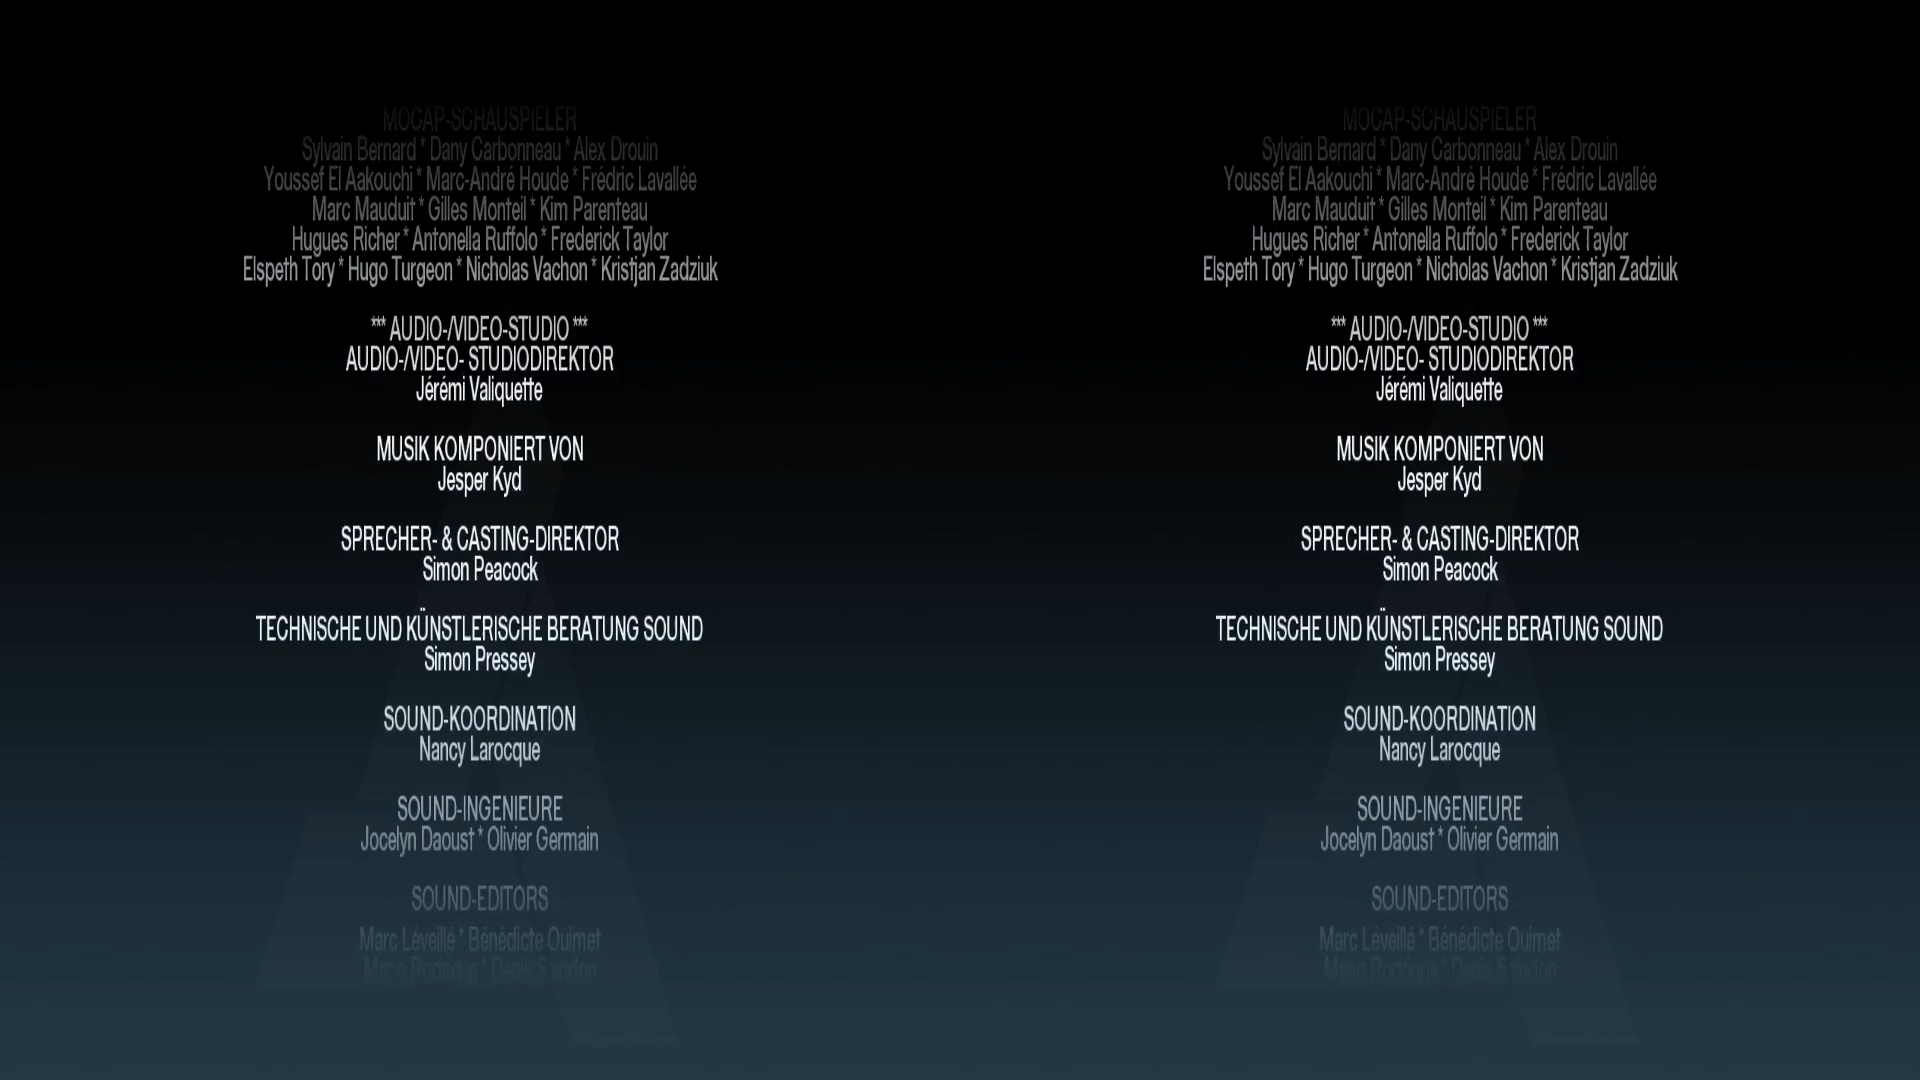 MOCAP-SCHAUSPIELER
Sylvain Bernard * Dany Carbonneau * Alex Drouin
Youssef El Aakouchi * Marc-André Houde * Frédric Lavallée
Marc Mauduit * Gilles Monteil * Kim Parenteau
Hugues Richer * Antonella Ruffolo * Frederick Taylor
Elspeth Tory * Hugo Turgeon * Nicholas Vachon * Kristjan Zadziuk
*** AUDIO-/VIDEO-STUDIO ***
AUDIO-/VIDEO- STUDIODIREKTOR
Jérémi Valiquette
MUSIK KOMPONIERT VON
Jesper Kyd
SPRECHER- & CASTING-DIREKTOR
Simon Peacock
TECHNISCHE UND KÜNSTLERISCHE BERATUNG SOUND
Simon Pressey
SOUND-KOORDINATION
Nancy Larocque
SOUND-INGENIEURE
Jocelyn Daoust * Olivier Germain
SOUND-EDITORS
Marc Léveillé * Bénédicte Ouimet
MOCAP-SCHAUSPIELER
Sylvain Bernard * Dany Carbonneau * Alex Drouin
Youssef El Aakouchi * Marc-André Houde * Frédric Lavallée
Marc Mauduit * Gilles Monteil * Kim Parenteau
Hugues Richer * Antonella Ruffolo * Frederick Taylor
Elspeth Tory * Hugo Turgeon * Nicholas Vachon * Kristjan Zadziuk
*** AUDIO-/VIDEO-STUDIO ***
AUDIO-/VIDEO- STUDIODIREKTOR
Jérémi Valiquette
MUSIK KOMPONIERT VON
Jesper Kyd
SPRECHER- & CASTING-DIREKTOR
Simon Peacock
TECHNISCHE UND KÜNSTLERISCHE BERATUNG SOUND
Simon Pressey
SOUND-KOORDINATION
Nancy Larocque
SOUND-INGENIEURE
Jocelyn Daoust * Olivier Germain
SOUND-EDITORS
Marc Léveillé * Bénédicte Ouimet